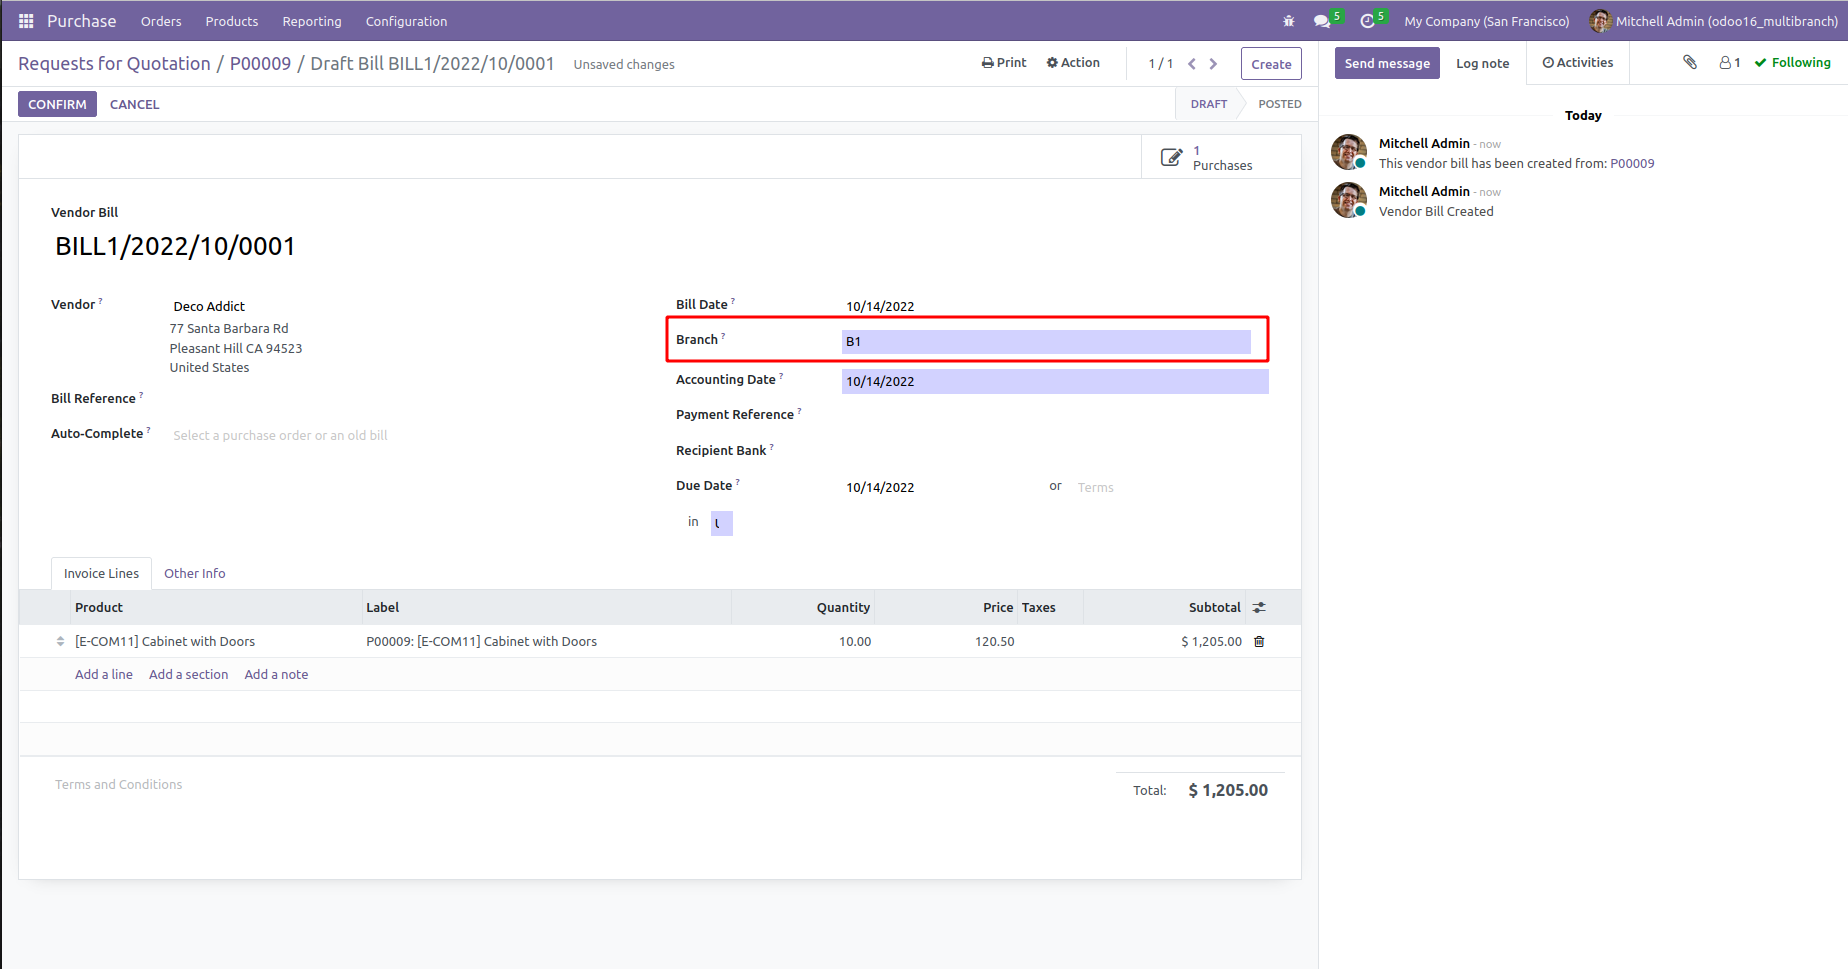 Purchase Orders Products Reporting Configuration 5 5 My Company (San Francisco) Mitchell Admin (odoo16_multibranch)
Requests for Quotation / P00009 / Draft Bill BILL1/2022/10/0001 Unsaved changes Print Action 1 / 1 Create
Send message Log note Activities 1 Following
CONFIRM CANCEL DRAFT POSTED
1
Purchases
Vendor Bill
BILL1/2022/10/0001
Vendor ? Deco Addict
77 Santa Barbara Rd
Pleasant Hill CA 94523
United States
Bill Reference ?
Auto-Complete ? Select a purchase order or an old bill
Bill Date ? 10/14/2022
Branch ? B1
Accounting Date ? 10/14/2022
Payment Reference ?
Recipient Bank ?
Due Date ? 10/14/2022 or Terms
in
Invoice Lines Other Info
Product Label Quantity Price Taxes Subtotal
[E-COM11] Cabinet with Doors P00009: [E-COM11] Cabinet with Doors 10.00 120.50 $ 1,205.00
Add a line Add a section Add a note
Terms and Conditions
Total: $ 1,205.00
Today
Mitchell Admin - now
This vendor bill has been created from: P00009
Mitchell Admin - now
Vendor Bill Created